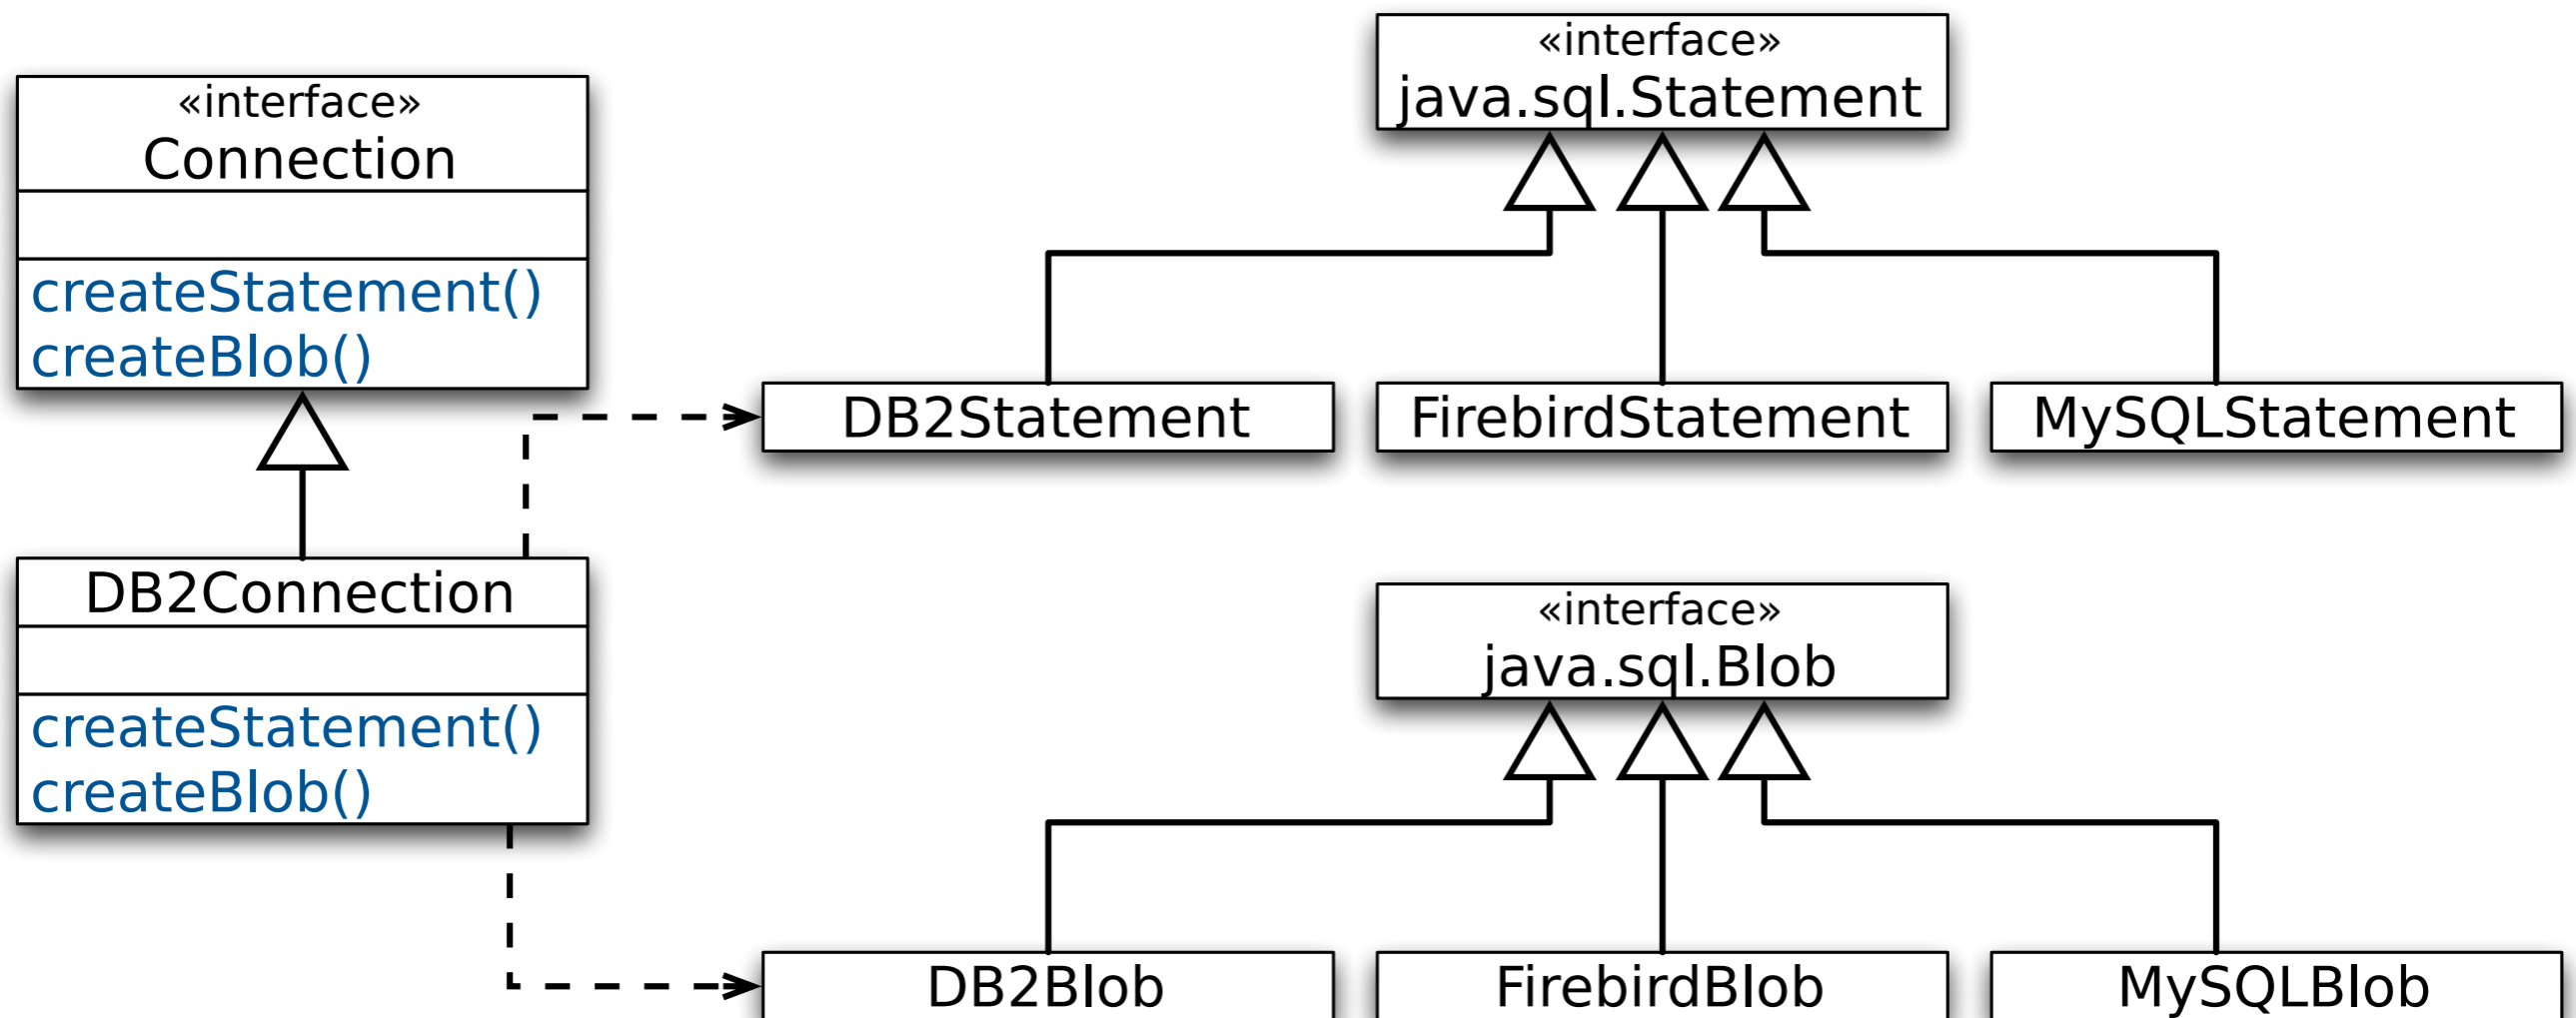 «interface»
Connection
createStatement()
createBlob()
DB2Connection
createStatement()
createBlob()
«interface»
java.sql.Statement
DB2Statement
FirebirdStatement
MySQLStatement
«interface»
java.sql.Blob
DB2Blob
FirebirdBlob
MySQLBlob